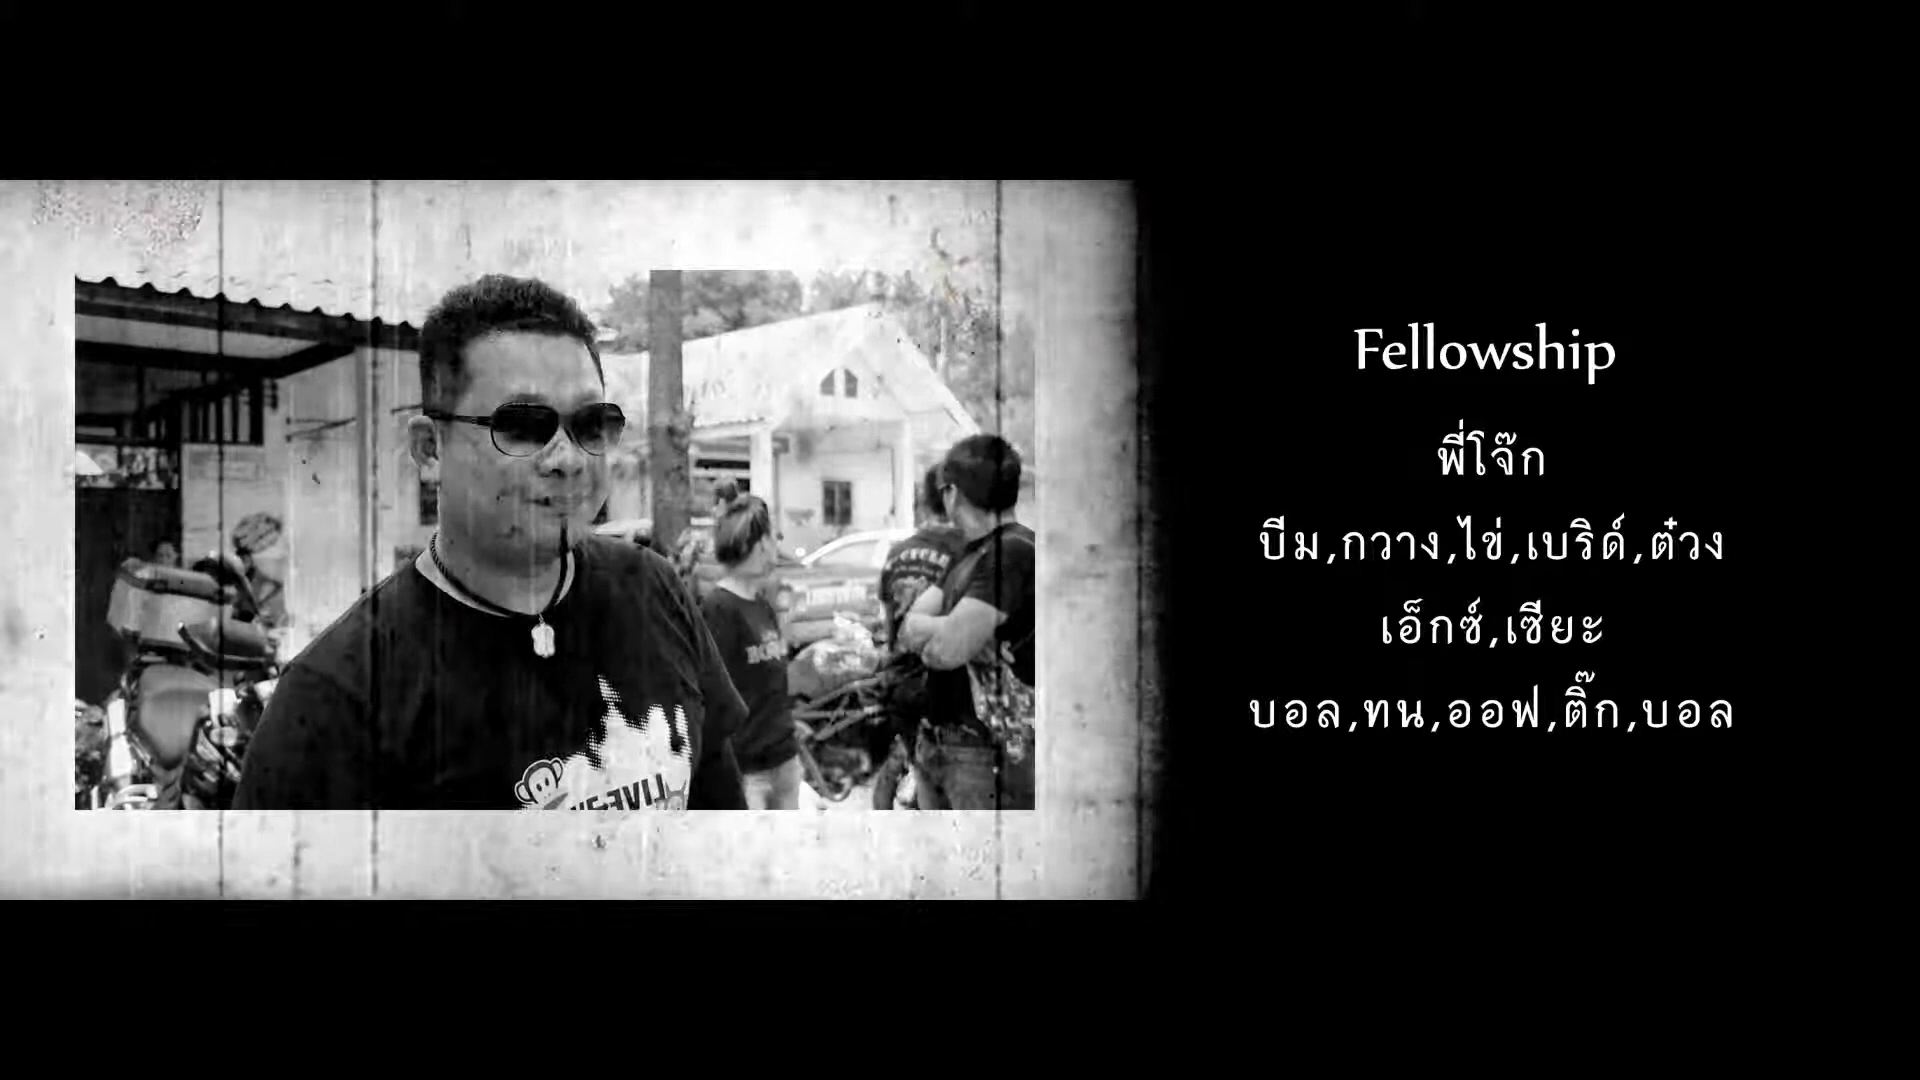 Fellowship
พี่โจ๊ก
บีม,กวาง,ไข่,เบริด์,ต๋วง
เอ็กซ์,เซียะ
บอล,ทน,ออฟ,ติ๊ก,บอล